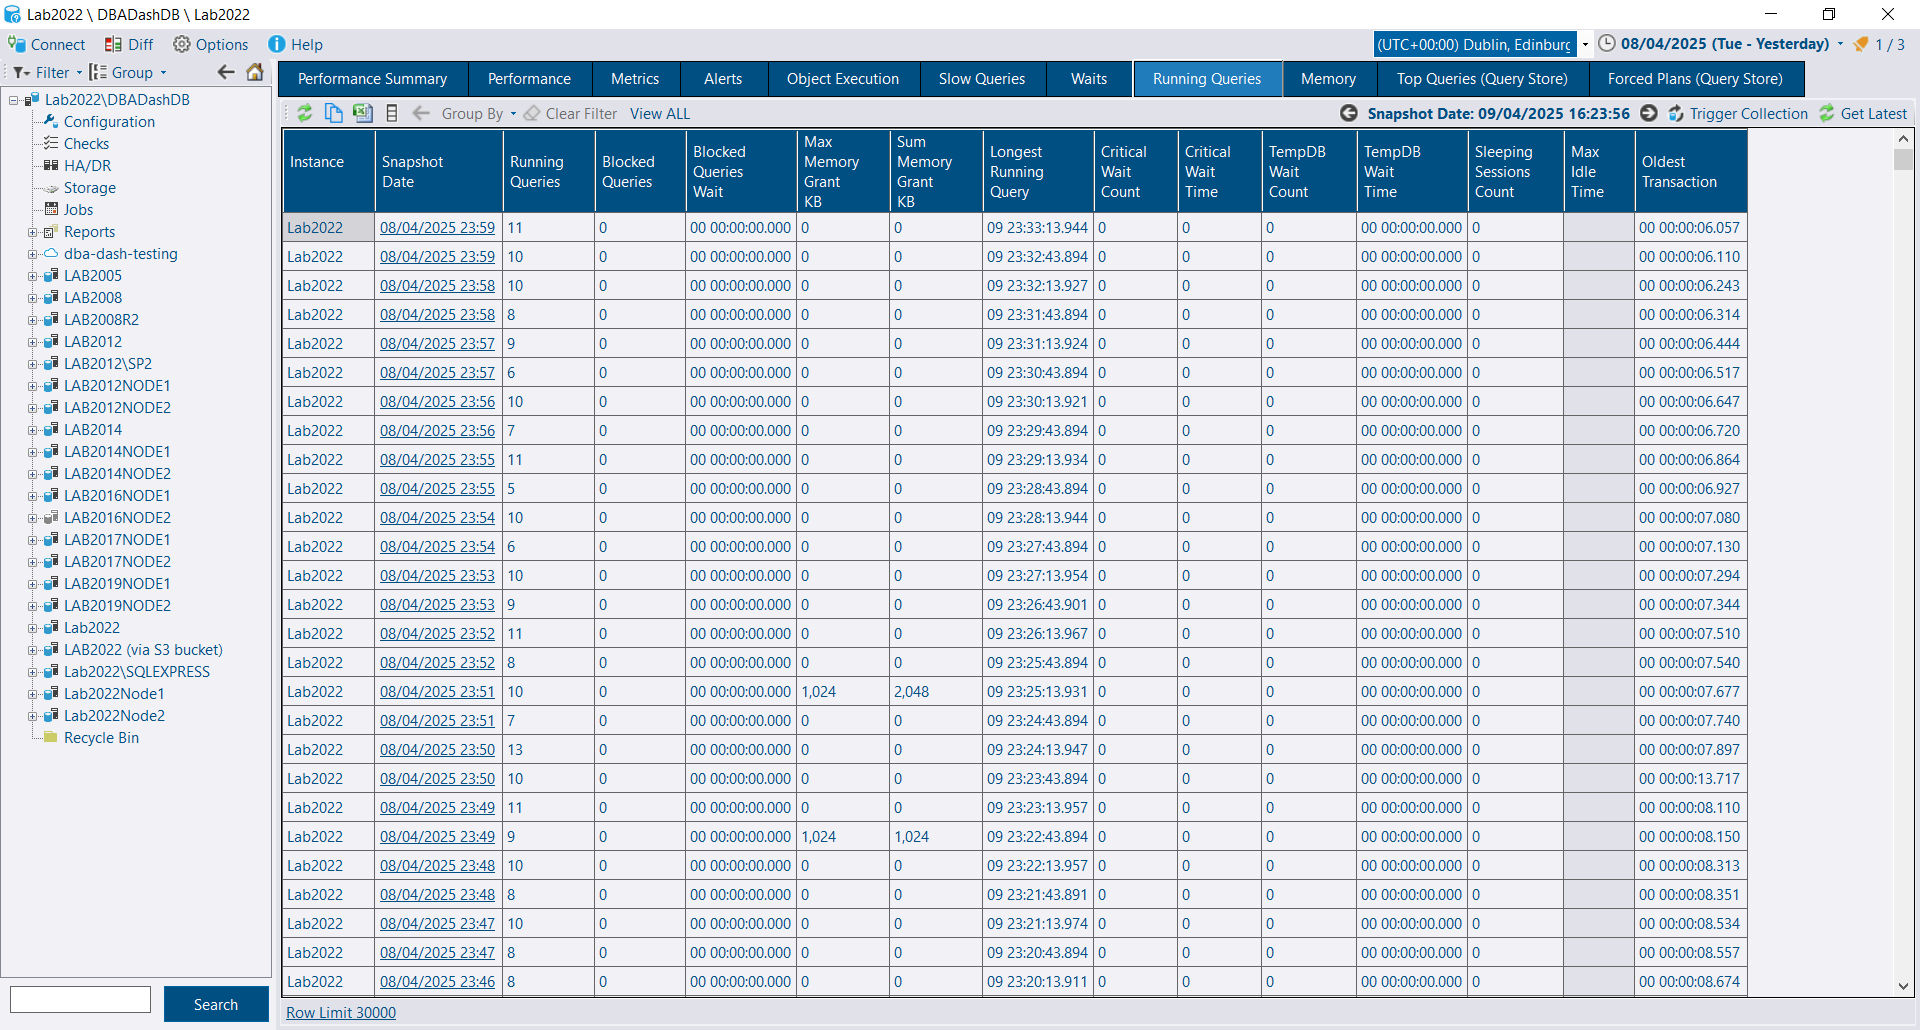 Lab2022 \ DBADashDB \ Lab2022
Connect Diff Options Help
(UTC+00:00) Dublin, Edinburg 08/04/2025 (Tue - Yesterday) 1 / 3
Filter Group
Performance Summary Performance Metrics Alerts Object Execution Slow Queries Waits Running Queries Memory Top Queries (Query Store) Forced Plans (Query Store)
Group By Clear Filter View ALL Snapshot Date: 09/04/2025 16:23:56 Trigger Collection Get Latest
Lab2022\DBADashDB
Configuration
Checks
HA/DR
Storage
Jobs
Reports
dba-dash-testing
LAB2005
LAB2008
LAB2008R2
LAB2012
LAB2012\SP2
LAB2012NODE1
LAB2012NODE2
LAB2014
LAB2014NODE1
LAB2014NODE2
LAB2016NODE1
LAB2016NODE2
LAB2017NODE1
LAB2017NODE2
LAB2019NODE1
LAB2019NODE2
Lab2022
LAB2022 (via S3 bucket)
Lab2022\SQLEXPRESS
Lab2022Node1
Lab2022Node2
Recycle Bin
Search
Instance Snapshot Date Running Queries Blocked Queries Blocked Queries Wait Max Memory Grant KB Sum Memory Grant KB Longest Running Query Critical Wait Count Critical Wait Time TempDB Wait Count TempDB Wait Time Sleeping Sessions Count Max Idle Time Oldest Transaction
Lab2022 08/04/2025 23:59 11 0 00 00:00:00.000 0 0 09 23:33:13.944 0 0 0 00 00:00:00.000 0 00 00:00:06.057
Lab2022 08/04/2025 23:59 10 0 00 00:00:00.000 0 0 09 23:32:43.894 0 0 0 00 00:00:00.000 0 00 00:00:06.110
Lab2022 08/04/2025 23:58 10 0 00 00:00:00.000 0 0 09 23:32:13.927 0 0 0 00 00:00:00.000 0 00 00:00:06.243
Lab2022 08/04/2025 23:58 8 0 00 00:00:00.000 0 0 09 23:31:43.894 0 0 0 00 00:00:00.000 0 00 00:00:06.314
Lab2022 08/04/2025 23:57 9 0 00 00:00:00.000 0 0 09 23:31:13.924 0 0 0 00 00:00:00.000 0 00 00:00:06.444
Lab2022 08/04/2025 23:57 6 0 00 00:00:00.000 0 0 09 23:30:43.894 0 0 0 00 00:00:00.000 0 00 00:00:06.517
Lab2022 08/04/2025 23:56 10 0 00 00:00:00.000 0 0 09 23:30:13.921 0 0 0 00 00:00:00.000 0 00 00:00:06.647
Lab2022 08/04/2025 23:56 7 0 00 00:00:00.000 0 0 09 23:29:43.894 0 0 0 00 00:00:00.000 0 00 00:00:06.720
Lab2022 08/04/2025 23:55 11 0 00 00:00:00.000 0 0 09 23:29:13.934 0 0 0 00 00:00:00.000 0 00 00:00:06.864
Lab2022 08/04/2025 23:55 5 0 00 00:00:00.000 0 0 09 23:28:43.894 0 0 0 00 00:00:00.000 0 00 00:00:06.927
Lab2022 08/04/2025 23:54 10 0 00 00:00:00.000 0 0 09 23:28:13.944 0 0 0 00 00:00:00.000 0 00 00:00:07.080
Lab2022 08/04/2025 23:54 6 0 00 00:00:00.000 0 0 09 23:27:43.894 0 0 0 00 00:00:00.000 0 00 00:00:07.130
Lab2022 08/04/2025 23:53 10 0 00 00:00:00.000 0 0 09 23:27:13.954 0 0 0 00 00:00:00.000 0 00 00:00:07.294
Lab2022 08/04/2025 23:53 9 0 00 00:00:00.000 0 0 09 23:26:43.901 0 0 0 00 00:00:00.000 0 00 00:00:07.344
Lab2022 08/04/2025 23:52 11 0 00 00:00:00.000 0 0 09 23:26:13.967 0 0 0 00 00:00:00.000 0 00 00:00:07.510
Lab2022 08/04/2025 23:52 8 0 00 00:00:00.000 0 0 09 23:25:43.894 0 0 0 00 00:00:00.000 0 00 00:00:07.540
Lab2022 08/04/2025 23:51 10 0 00 00:00:00.000 1,024 2,048 09 23:25:13.931 0 0 0 00 00:00:00.000 0 00 00:00:07.677
Lab2022 08/04/2025 23:51 7 0 00 00:00:00.000 0 0 09 23:24:43.894 0 0 0 00 00:00:00.000 0 00 00:00:07.740
Lab2022 08/04/2025 23:50 13 0 00 00:00:00.000 0 0 09 23:24:13.947 0 0 0 00 00:00:00.000 0 00 00:00:07.897
Lab2022 08/04/2025 23:50 10 0 00 00:00:00.000 0 0 09 23:23:43.894 0 0 0 00 00:00:00.000 0 00 00:00:13.717
Lab2022 08/04/2025 23:49 11 0 00 00:00:00.000 0 0 09 23:23:13.957 0 0 0 00 00:00:00.000 0 00 00:00:08.110
Lab2022 08/04/2025 23:49 9 0 00 00:00:00.000 1,024 1,024 09 23:22:43.894 0 0 0 00 00:00:00.000 0 00 00:00:08.150
Lab2022 08/04/2025 23:48 10 0 00 00:00:00.000 0 0 09 23:22:13.957 0 0 0 00 00:00:00.000 0 00 00:00:08.313
Lab2022 08/04/2025 23:48 8 0 00 00:00:00.000 0 0 09 23:21:43.891 0 0 0 00 00:00:00.000 0 00 00:00:08.351
Lab2022 08/04/2025 23:47 10 0 00 00:00:00.000 0 0 09 23:21:13.974 0 0 0 00 00:00:00.000 0 00 00:00:08.534
Lab2022 08/04/2025 23:47 8 0 00 00:00:00.000 0 0 09 23:20:43.894 0 0 0 00 00:00:00.000 0 00 00:00:08.557
Lab2022 08/04/2025 23:46 8 0 00 00:00:00.000 0 0 09 23:20:13.911 0 0 0 00 00:00:00.000 0 00 00:00:08.674
Row Limit 30000